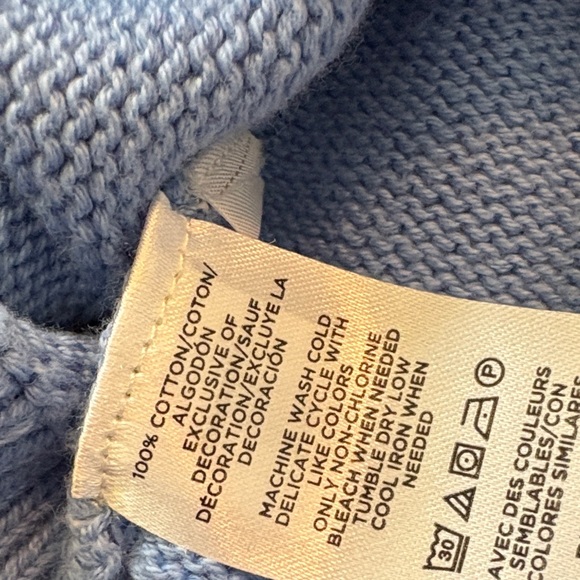 100% COTTON/COTON/
ALGODÓN
EXCLUSIVE OF
DECORATION/SAUF
DÉCORATION/EXCLUYE LA
DECORACIÓN
MACHINE WASH COLD
DELICATE CYCLE WITH
LIKE COLORS
ONLY NON-CHLORINE
BLEACH WHEN NEEDED
TUMBLE DRY LOW
COOL IRON WHEN
NEEDED
30 P
AVEC DES COULEURS
SEMBLABLES/CON
COLORES SIMILARES